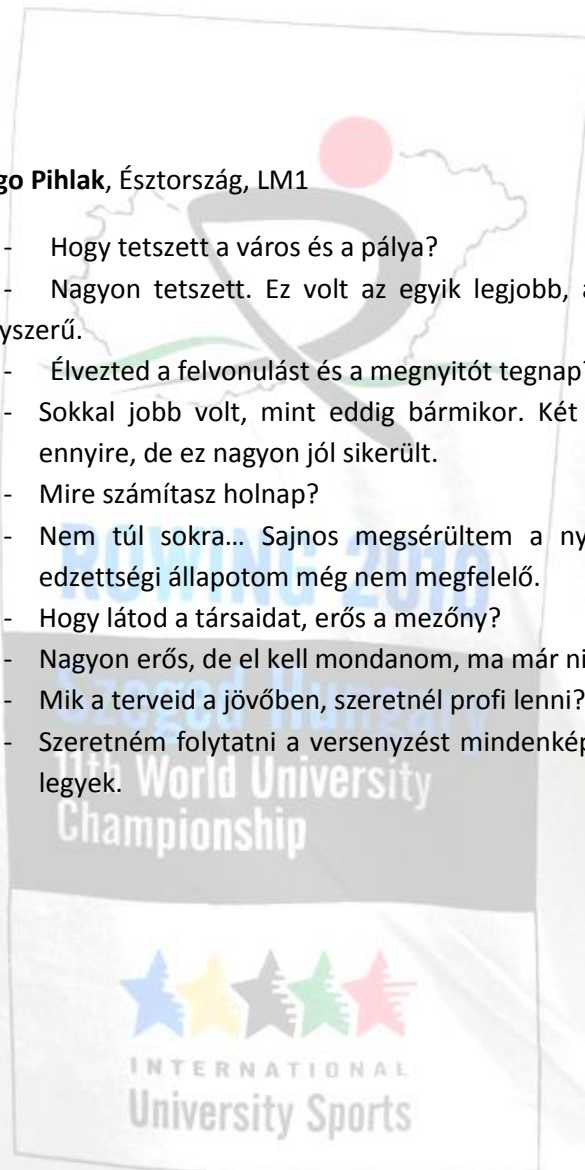 go Pihlak, Észtország, LM1
- Hogy tetszett a város és a pálya?
- Nagyon tetszett. Ez volt az egyik legjobb,
yszerű.
- Élvezted a felvonulást és a megnyitót tegnap?
- Sokkal jobb volt, mint eddig bármikor. Két
ennyire, de ez nagyon jól sikerült.
- Mire számítasz holnap?
- Nem túl sokra… Sajnos megsérültem a ny
edzettségi állapotom még nem megfelelő.
- Hogy látod a társaidat, erős a mezőny?
- Nagyon erős, de el kell mondanom, ma már ni
- Mik a terveid a jövőben, szeretnél profi lenni?
- Szeretném folytatni a versenyzést mindenkép
legyek.
ROWING 2010
Szeged Hungary
11th World University
Championship
INTERNATIONAL
University Sports